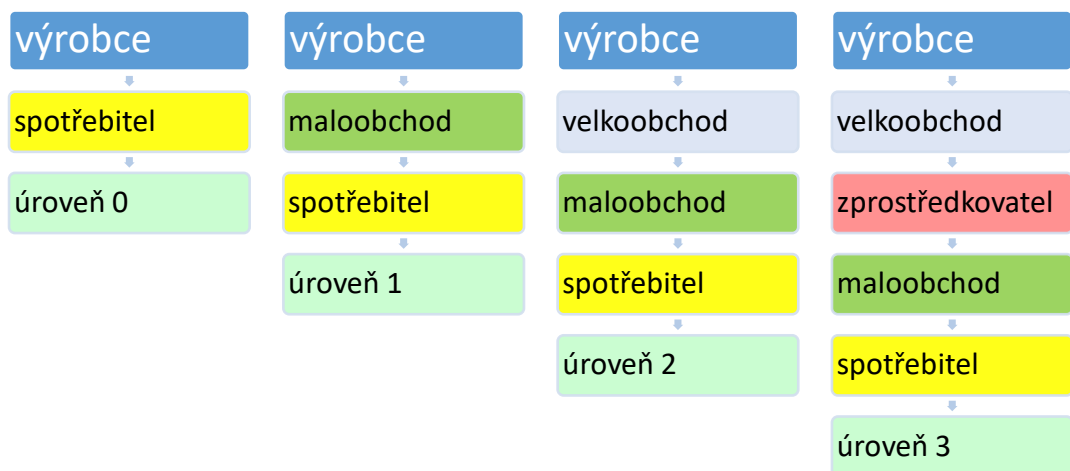 výrobce
spotřebitel
úroveň 0
výrobce
maloobchod
spotřebitel
úroveň 1
výrobce
velkoobchod
maloobchod
spotřebitel
úroveň 2
výrobce
velkoobchod
zprostředkovatel
maloobchod
spotřebitel
úroveň 3